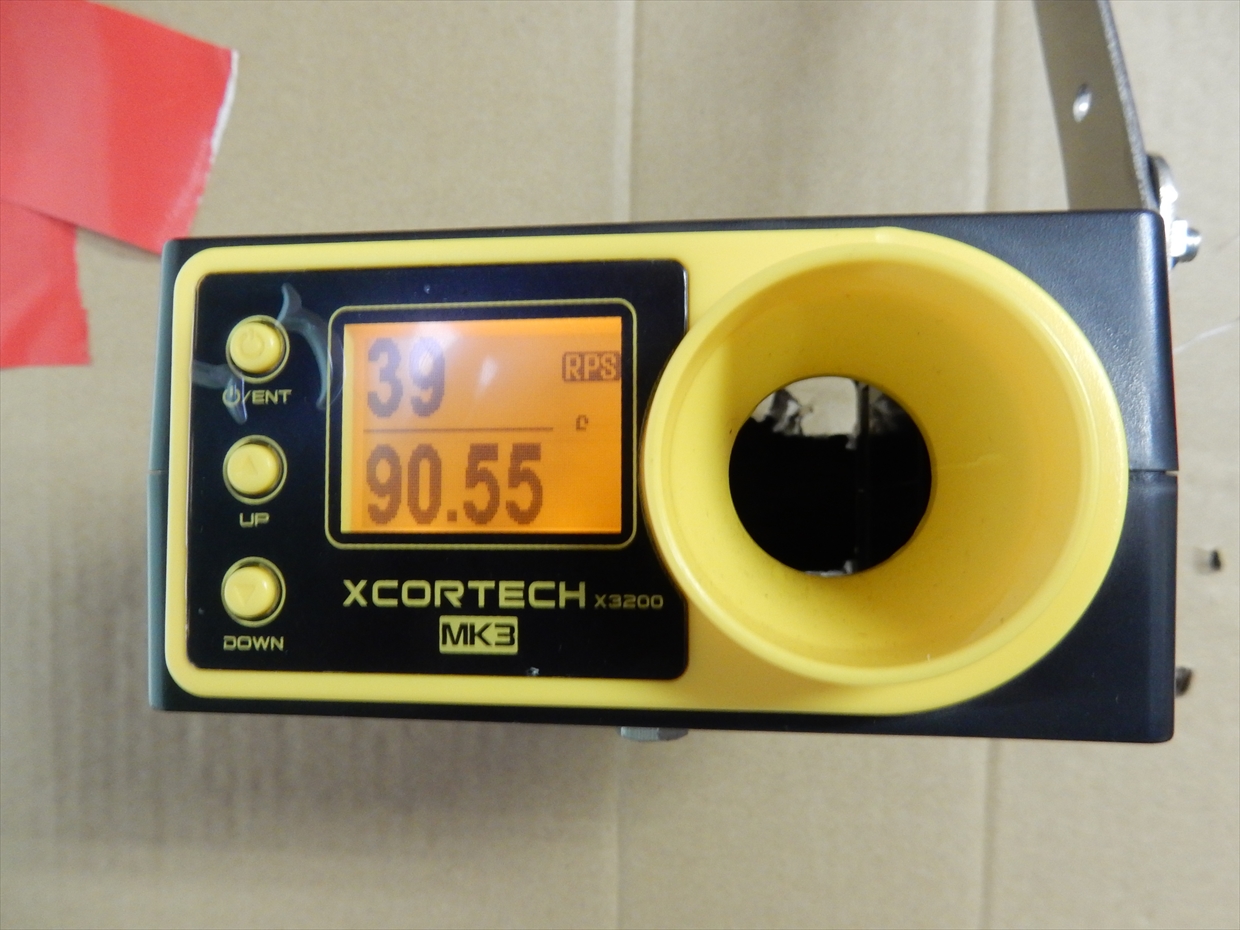 39
RPS
90.55
⏻/ENT
UP
DOWN
XCORTECH X3200
MK3